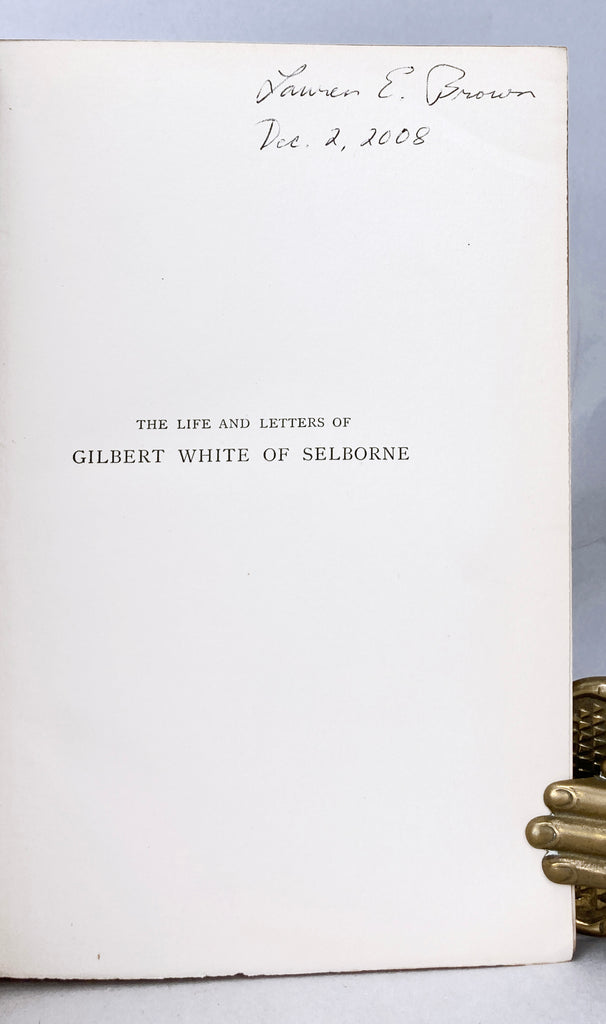 Lauren E. Brown
Dec. 2, 2008
THE LIFE AND LETTERS OF
GILBERT WHITE OF SELBORNE